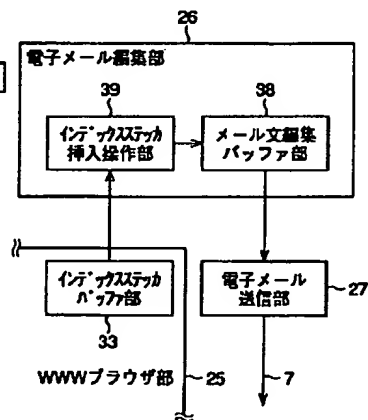 26
電子メール編集部
39
38
インデックスステッカ
挿入操作部
メール文編集
バッファ部
インデックスステッカ
バッファ部
電子メール
送信部
27
33
WWWブラウザ部
25
7